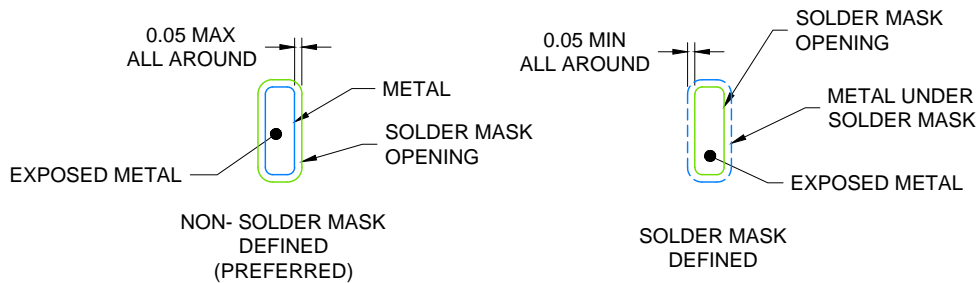 0.05 MAX
ALL AROUND
METAL
SOLDER MASK
OPENING
EXPOSED METAL
NON- SOLDER MASK
DEFINED
(PREFERRED)
0.05 MIN
ALL AROUND
SOLDER MASK
OPENING
METAL UNDER
SOLDER MASK
EXPOSED METAL
SOLDER MASK
DEFINED